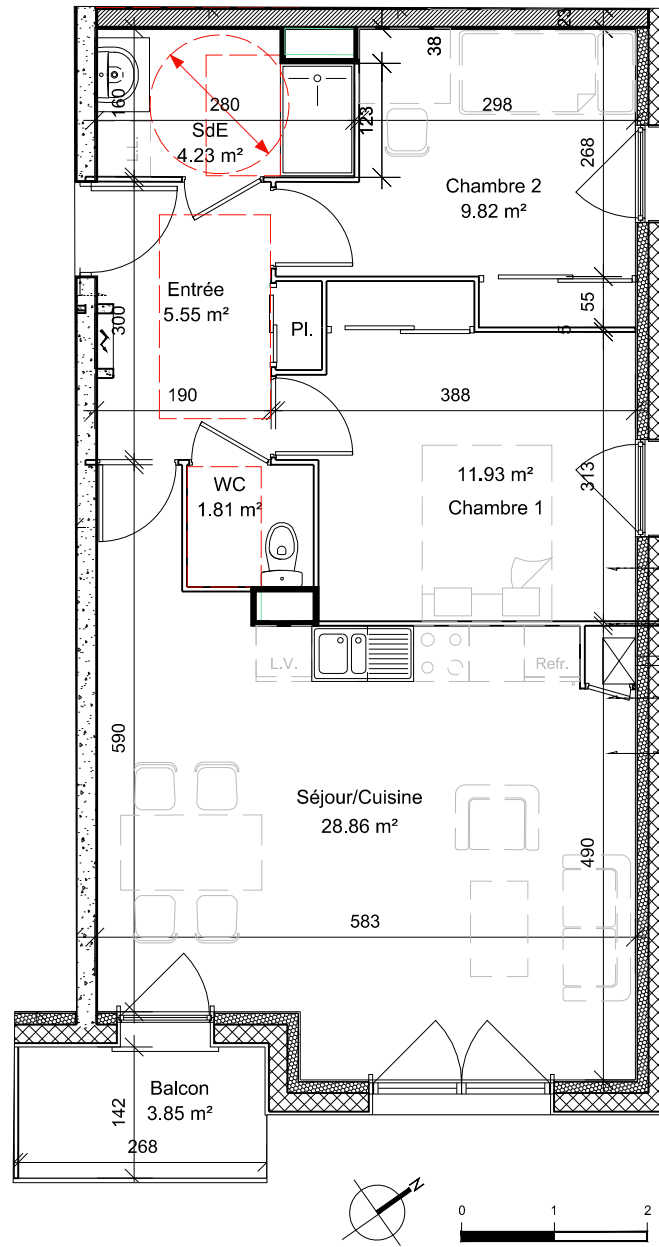 23
38
160
280
SdE
4.23 m²
L.L.
123
298
268
Chambre 2
9.82 m²
Entrée
5.55 m²
300
Pl.
55
5
190
388
WC
1.81 m²
11.93 m²
Chambre 1
313
L.V.
Refr.
590
Séjour/Cuisine
28.86 m²
490
583
Balcon
3.85 m²
142
268
N
0 1 2